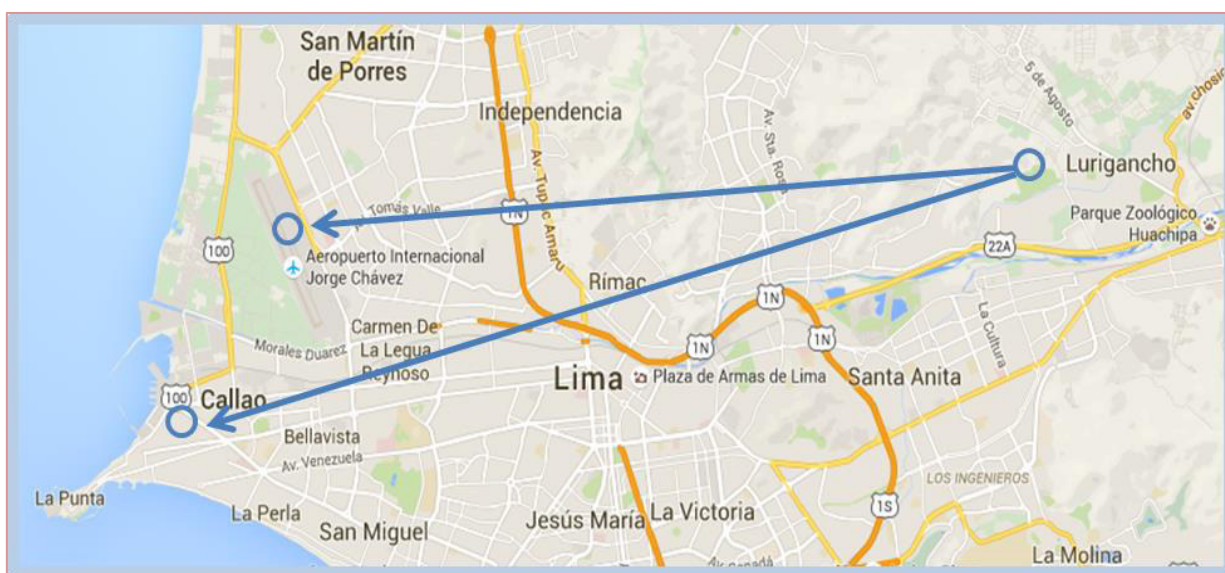 San Martín
de Porres
Independencia
5 de Agosto
av. chosic
Av. Sta. Rosa
Av. Tupac Amaru
Lurigancho
Tomás Valle
1N
Parque Zoológico
Huachipa
100
22A
Aeropuerto Internacional
Jorge Chávez
Rímac
1N
La Cultura
Carmen De
La Legua
Reynoso
Morales Duarez
1N
1N
Lima
Plaza de Armas de Lima
Santa Anita
100
Callao
Bellavista
Av. Venezuela
LOS INGENIEROS
La Punta
La Perla
San Miguel
Jesús María
La Victoria
1S
La Molina